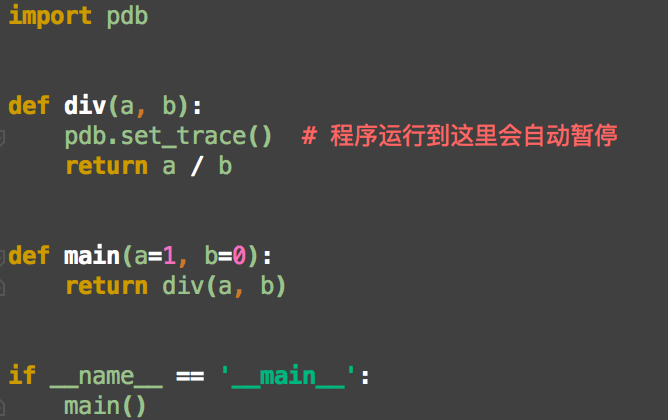 import pdb
def div(a, b):
    pdb.set_trace()  # 程序运行到这里会自动暂停
    return a / b
def main(a=1, b=0):
    return div(a, b)
if __name__ == '__main__':
    main()